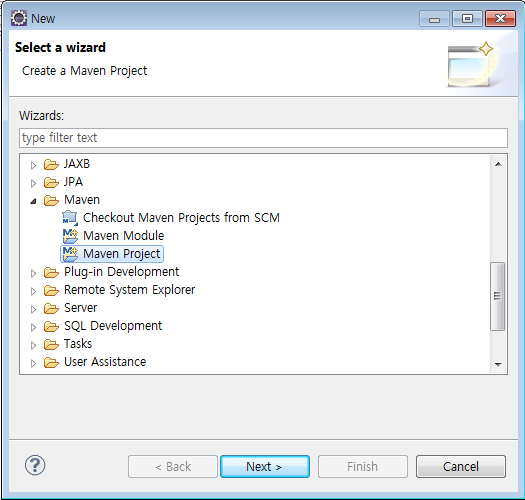 New
Select a wizard
Create a Maven Project
Wizards:
type filter text
JAXB
JPA
Maven
Checkout Maven Projects from SCM
Maven Module
Maven Project
Plug-in Development
Remote System Explorer
Server
SQL Development
Tasks
User Assistance
? < Back Next > Finish Cancel